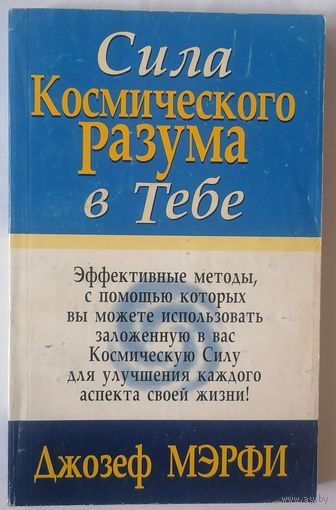 Сила
Космического
Разума
в Тебе
Эффективные методы,
с помощью которых
вы можете использовать
заложенную в вас
Космическую Силу
для улучшения каждого
аспекта своей жизни!
Джозеф МЭРФИ
www.av.by